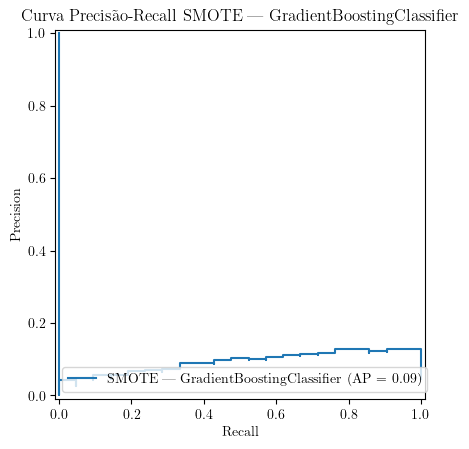 Curva Precisão-Recall SMOTE — GradientBoostingClassifier
1.0
0.8
0.6
0.4
0.2
0.0
Precision
SMOTE — GradientBoostingClassifier (AP = 0.09)
0.0 0.2 0.4 0.6 0.8 1.0
Recall